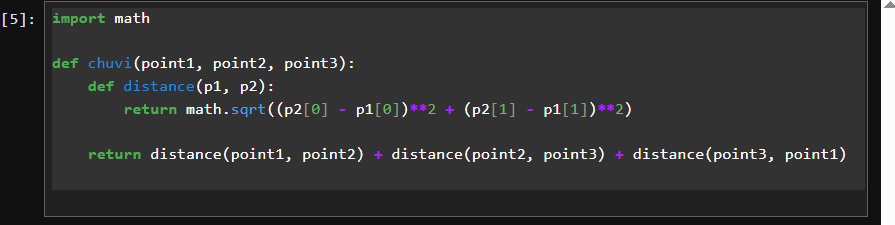 [5]: import math
def chuvi(point1, point2, point3):
    def distance(p1, p2):
        return math.sqrt((p2[0] - p1[0])**2 + (p2[1] - p1[1])**2)
    return distance(point1, point2) + distance(point2, point3) + distance(point3, point1)